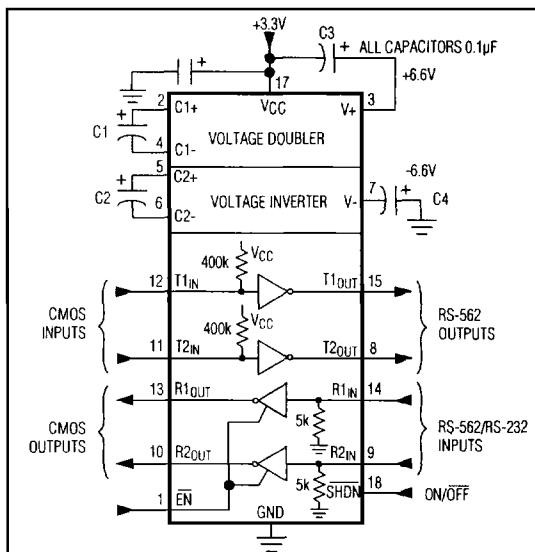 +3.3V
C3
+ ALL CAPACITORS 0.1µF
+6.6V
+
17
2
3
VCC
C1+
V+
+
C1
VOLTAGE DOUBLER
4
C1-
5
C2+
-6.6V
+
C2
6
C2-
VOLTAGE INVERTER
V-
7
+
C4
VCC
400k
12
T1IN
T1OUT
15
CMOS
INPUTS
VCC
400k
RS-562
OUTPUTS
11
T2IN
T2OUT
8
13
R1OUT
R1IN
14
5k
CMOS
OUTPUTS
RS-562/RS-232
INPUTS
10
R2OUT
R2IN
9
5k
SHDN
18
ON/OFF
1
EN
GND